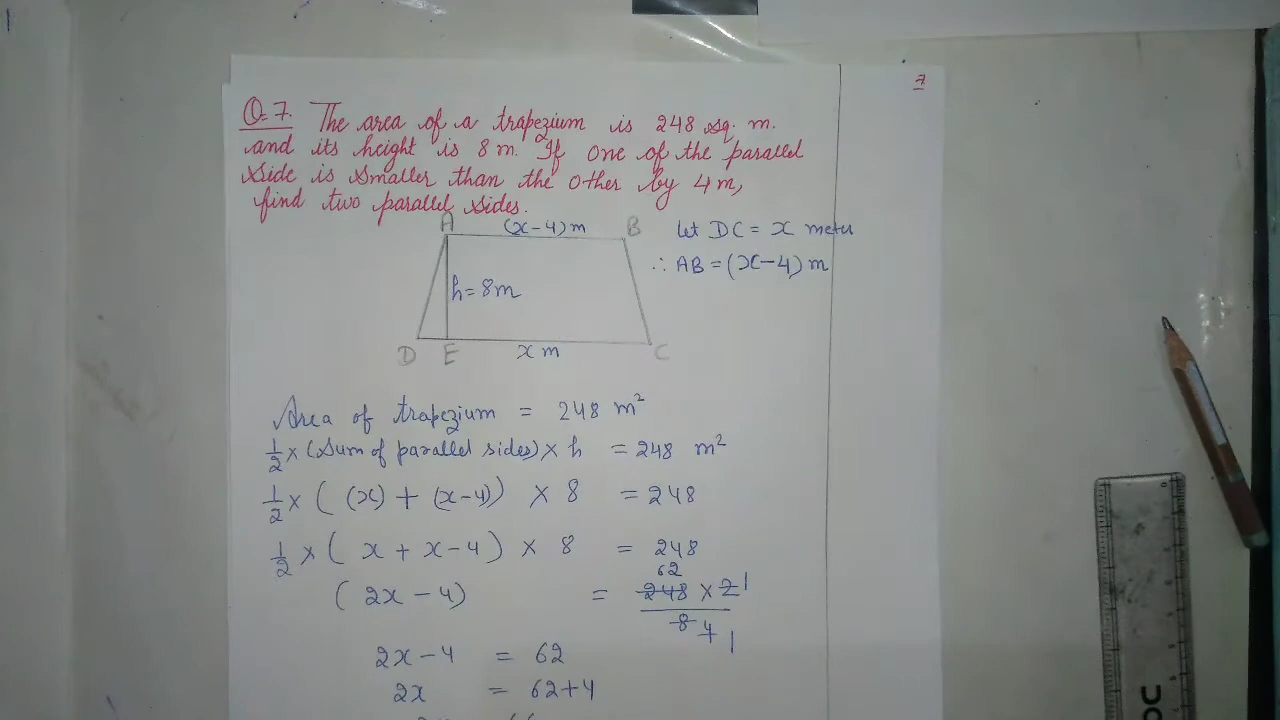 7
Q.7. The area of a trapezium is 248 sq. m.
and its height is 8 m. If one of the parallel
side is smaller than the other by 4m,
find two parallel sides.
A (x-4)m B
let DC = x meter
∴ AB = (x-4) m
h = 8m
D E x m C
Area of trapezium = 248 m²
1/2 × (Sum of parallel sides) × h = 248 m²
1/2 × ( (x) + (x-4) ) × 8 = 248
1/2 × ( x + x - 4 ) × 8 = 248
62
( 2x - 4 ) = 248 × 2 1
8 4 1
2x - 4 = 62
2x = 62+4